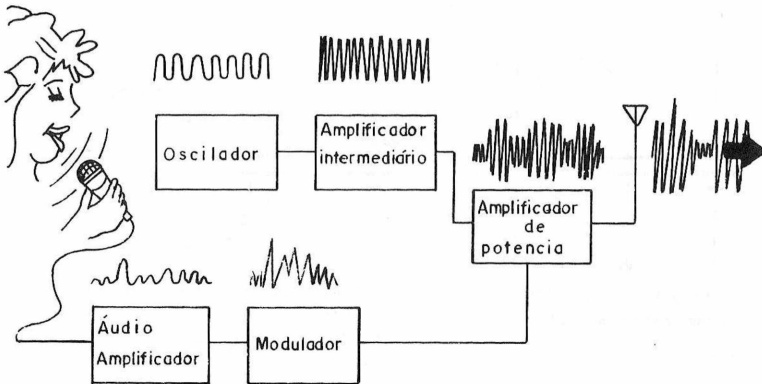 Oscilador
Amplificador
intermediário
Amplificador
de
potencia
Áudio
Amplificador
Modulador